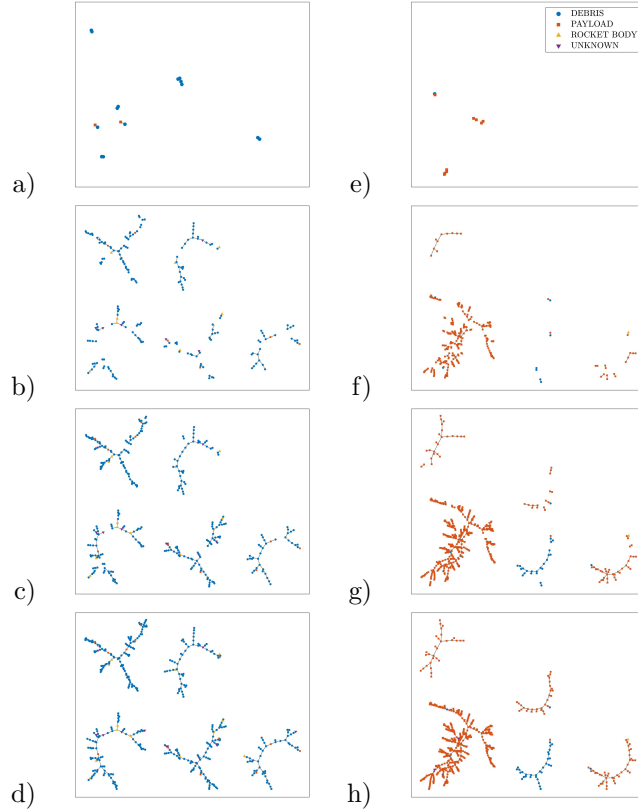 DEBRIS
PAYLOAD
ROCKET BODY
UNKNOWN
a)
e)
b)
f)
c)
g)
d)
h)